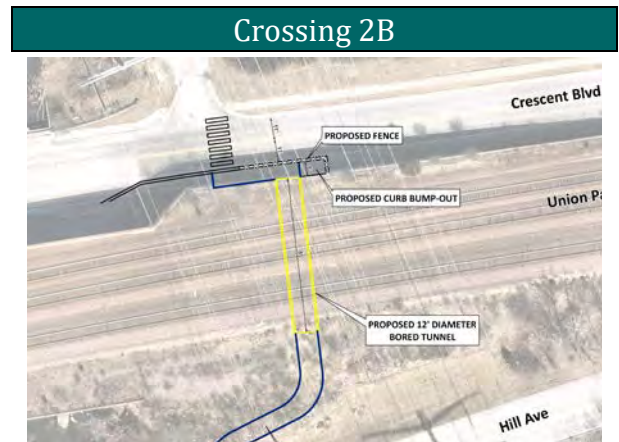 Crossing 2B
Crescent Blvd
PROPOSED FENCE
PROPOSED CURB BUMP-OUT
Union Pa
PROPOSED 12' DIAMETER
BORED TUNNEL
Hill Ave